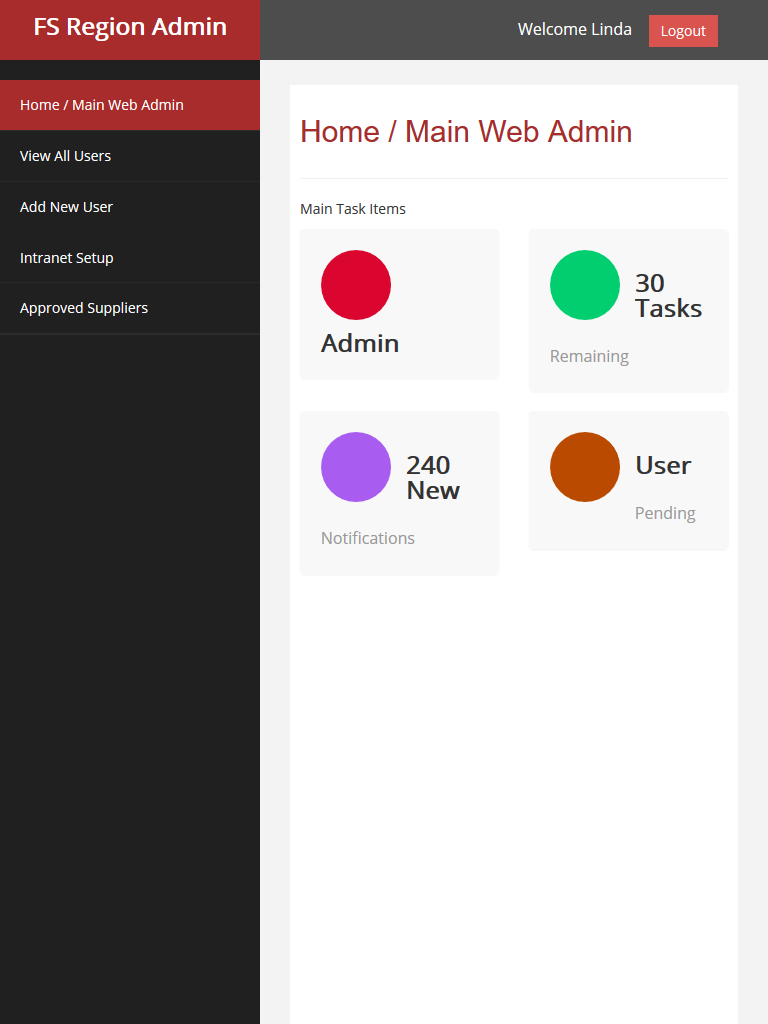 FS Region Admin
Welcome Linda
Logout
Home / Main Web Admin
View All Users
Add New User
Intranet Setup
Approved Suppliers
Home / Main Web Admin
Main Task Items
Admin
30
Tasks
Remaining
240
New
Notifications
User
Pending